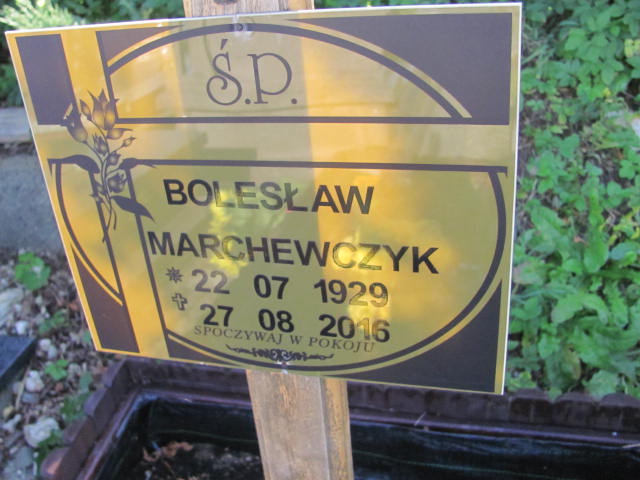 Ś.P.
BOLESŁAW
MARCHEWCZYK
* 22 07 1929
✝ 27 08 2016
SPOCZYWAJ W POKOJU